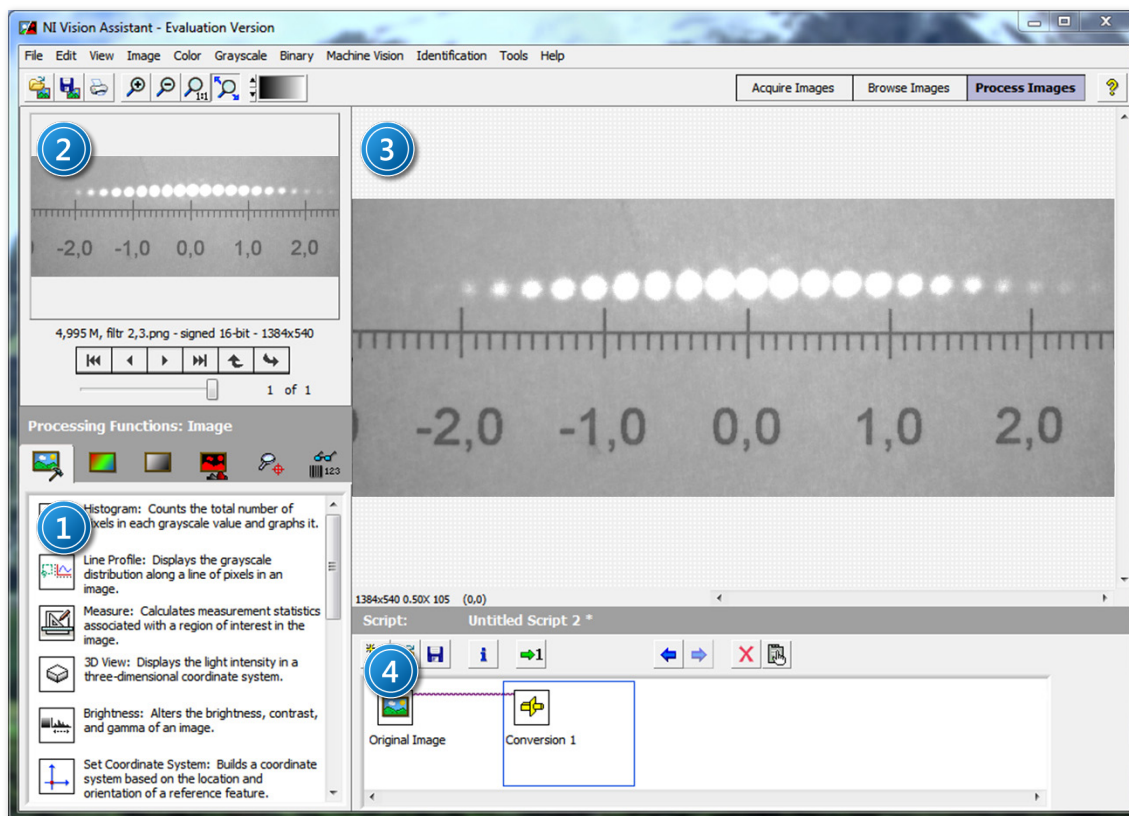 NI Vision Assistant - Evaluation Version
File Edit View Image Color Grayscale Binary Machine Vision Identification Tools Help
1:1
Acquire Images Browse Images Process Images ?
2
-2,0 -1,0 0,0 1,0 2,0
4,995 M, filtr 2,3.png - signed 16-bit - 1384x540
1 of 1
Processing Functions: Image
123
1
Histogram: Counts the total number of
pixels in each grayscale value and graphs it.
Line Profile: Displays the grayscale
distribution along a line of pixels in an
image.
Measure: Calculates measurement statistics
associated with a region of interest in the
image.
3D View: Displays the light intensity in a
three-dimensional coordinate system.
Brightness: Alters the brightness, contrast,
and gamma of an image.
Set Coordinate System: Builds a coordinate
system based on the location and
orientation of a reference feature.
3
-2,0 -1,0 0,0 1,0 2,0
1384x540 0.50X 105 (0,0)
Script: Untitled Script 2 *
i
1
4
Original Image Conversion 1